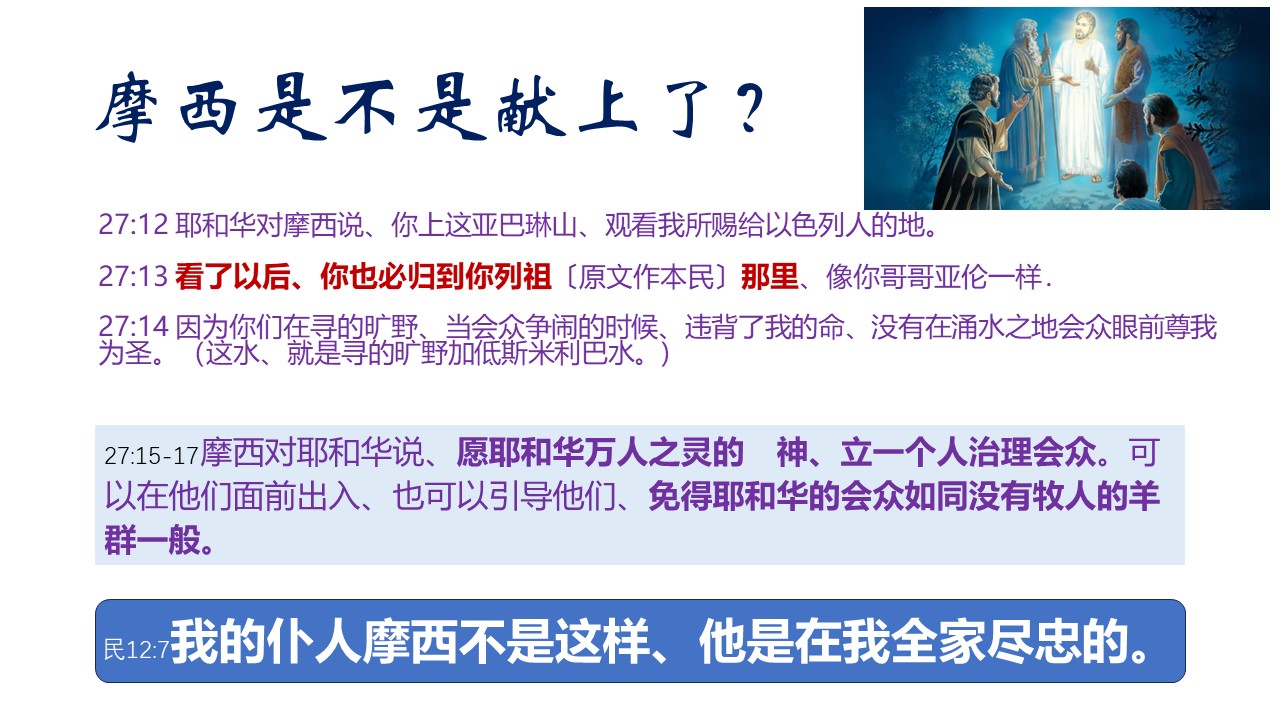 摩西是不是献上了？
27:12 耶和华对摩西说、你上这亚巴琳山、观看我所赐给以色列人的地。
27:13 看了以后、你也必归到你列祖〔原文作本民〕那里、像你哥哥亚伦一样．
27:14 因为你们在寻的旷野、当会众争闹的时候、违背了我的命、没有在涌水之地会众眼前尊我
为圣。（这水、就是寻的旷野加低斯米利巴水。）
27:15-17摩西对耶和华说、愿耶和华万人之灵的　神、立一个人治理会众。可
以在他们面前出入、也可以引导他们、免得耶和华的会众如同没有牧人的羊
群一般。
民12:7我的仆人摩西不是这样、他是在我全家尽忠的。